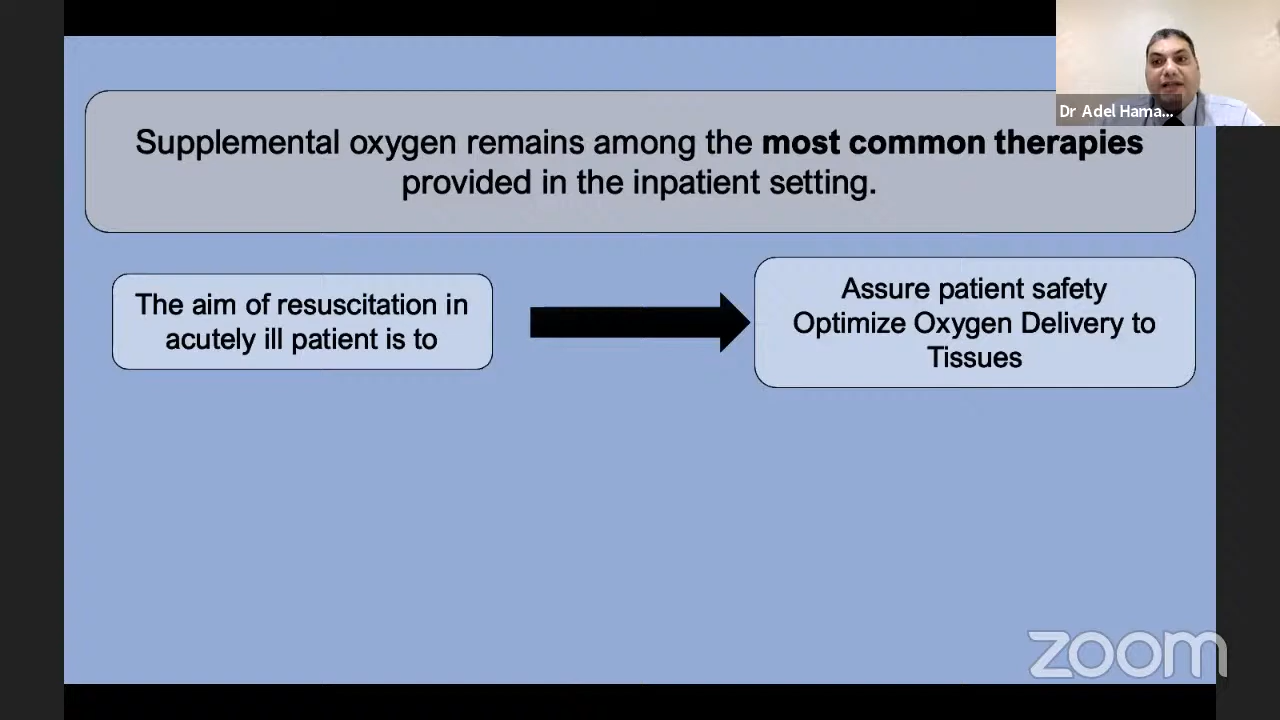 Supplemental oxygen remains among the most common therapies
provided in the inpatient setting.
Dr Adel Hama...
The aim of resuscitation in
acutely ill patient is to
Assure patient safety
Optimize Oxygen Delivery to
Tissues
zoom